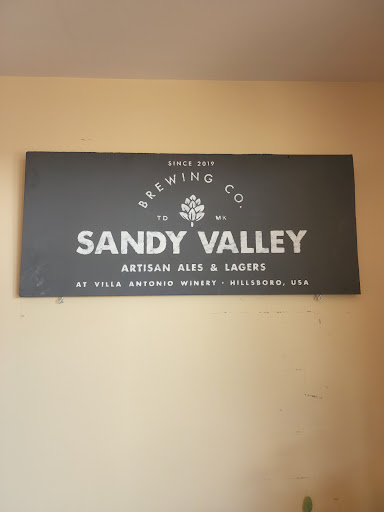 SINCE 2019
BREWING CO.
TD MK
SANDY VALLEY
ARTISAN ALES & LAGERS
AT VILLA ANTONIO WINERY • HILLSBORO, USA